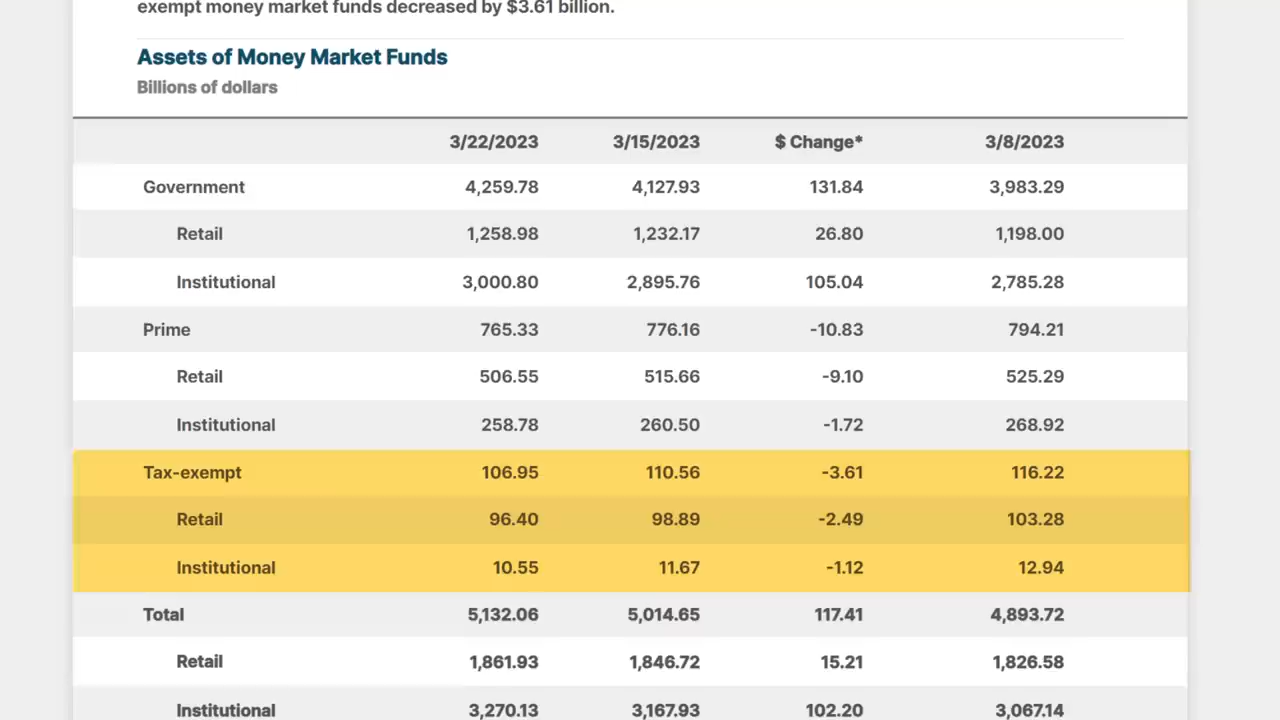 exempt money market funds decreased by $3.61 billion.
Assets of Money Market Funds
Billions of dollars
3/22/2023 3/15/2023 $ Change* 3/8/2023
Government 4,259.78 4,127.93 131.84 3,983.29
Retail 1,258.98 1,232.17 26.80 1,198.00
Institutional 3,000.80 2,895.76 105.04 2,785.28
Prime 765.33 776.16 -10.83 794.21
Retail 506.55 515.66 -9.10 525.29
Institutional 258.78 260.50 -1.72 268.92
Tax-exempt 106.95 110.56 -3.61 116.22
Retail 96.40 98.89 -2.49 103.28
Institutional 10.55 11.67 -1.12 12.94
Total 5,132.06 5,014.65 117.41 4,893.72
Retail 1,861.93 1,846.72 15.21 1,826.58
Institutional 3,270.13 3,167.93 102.20 3,067.14